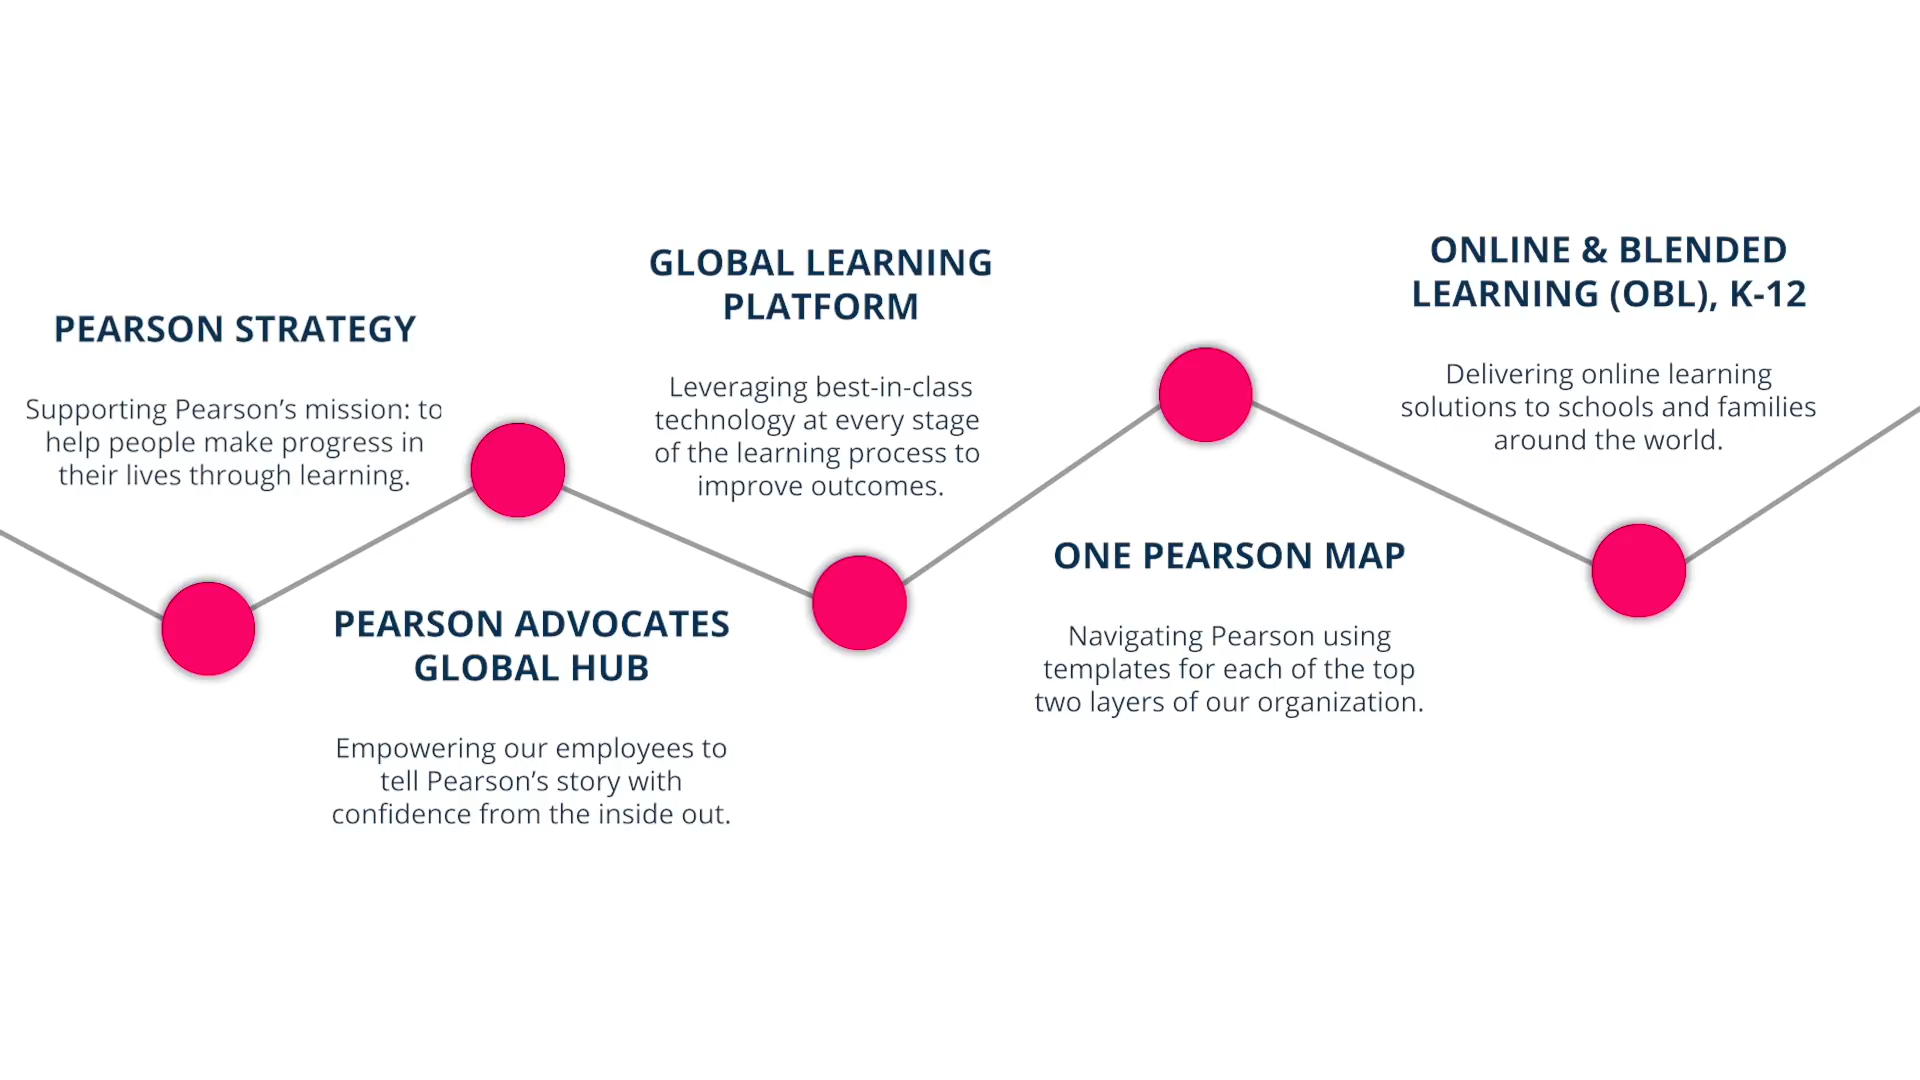 PEARSON STRATEGY
Supporting Pearson’s mission: to
help people make progress in
their lives through learning.
PEARSON ADVOCATES
GLOBAL HUB
Empowering our employees to
tell Pearson’s story with
confidence from the inside out.
GLOBAL LEARNING
PLATFORM
Leveraging best-in-class
technology at every stage
of the learning process to
improve outcomes.
ONE PEARSON MAP
Navigating Pearson using
templates for each of the top
two layers of our organization.
ONLINE & BLENDED
LEARNING (OBL), K-12
Delivering online learning
solutions to schools and families
around the world.